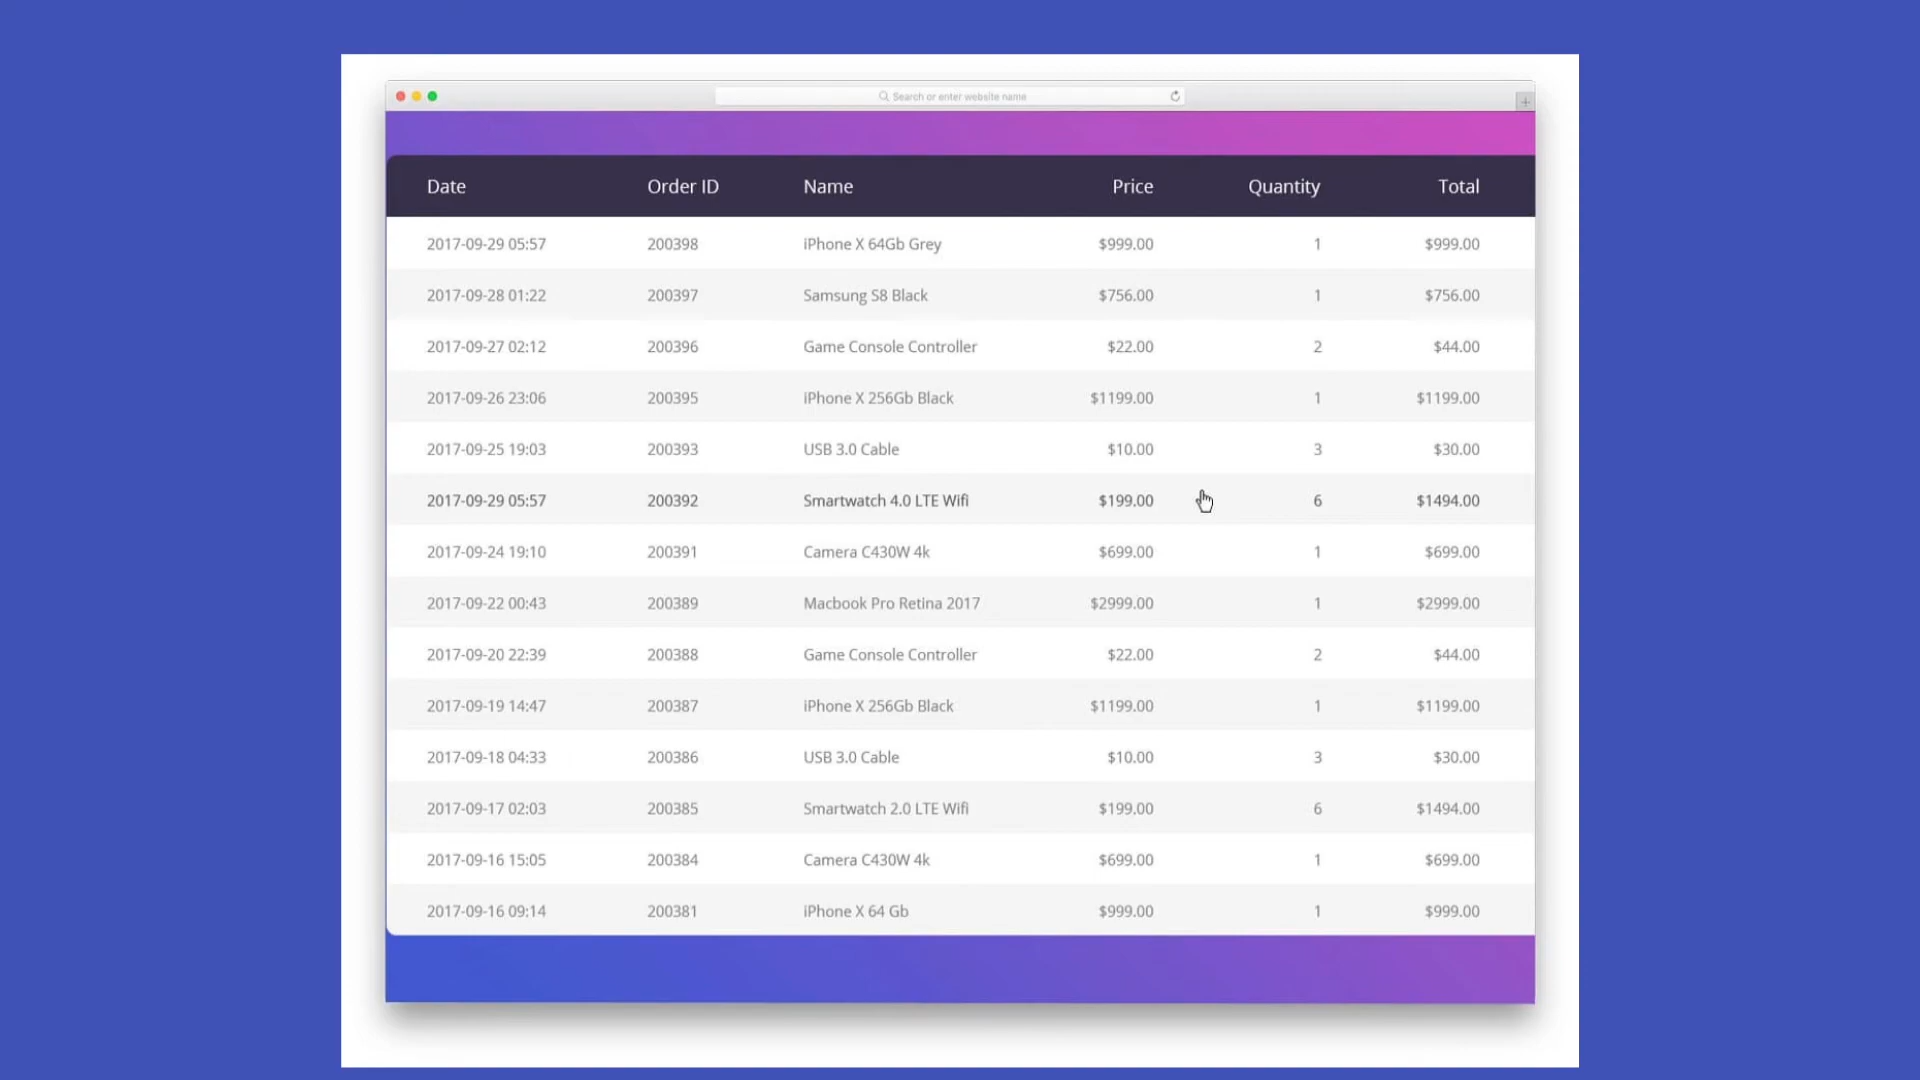 Search or enter website name
Date Order ID Name Price Quantity Total
2017-09-29 05:57 200398 iPhone X 64Gb Grey $999.00 1 $999.00
2017-09-28 01:22 200397 Samsung S8 Black $756.00 1 $756.00
2017-09-27 02:12 200396 Game Console Controller $22.00 2 $44.00
2017-09-26 23:06 200395 iPhone X 256Gb Black $1199.00 1 $1199.00
2017-09-25 19:03 200393 USB 3.0 Cable $10.00 3 $30.00
2017-09-29 05:57 200392 Smartwatch 4.0 LTE Wifi $199.00 6 $1494.00
2017-09-24 19:10 200391 Camera C430W 4k $699.00 1 $699.00
2017-09-22 00:43 200389 Macbook Pro Retina 2017 $2999.00 1 $2999.00
2017-09-20 22:39 200388 Game Console Controller $22.00 2 $44.00
2017-09-19 14:47 200387 iPhone X 256Gb Black $1199.00 1 $1199.00
2017-09-18 04:33 200386 USB 3.0 Cable $10.00 3 $30.00
2017-09-17 02:03 200385 Smartwatch 2.0 LTE Wifi $199.00 6 $1494.00
2017-09-16 15:05 200384 Camera C430W 4k $699.00 1 $699.00
2017-09-16 09:14 200381 iPhone X 64 Gb $999.00 1 $999.00